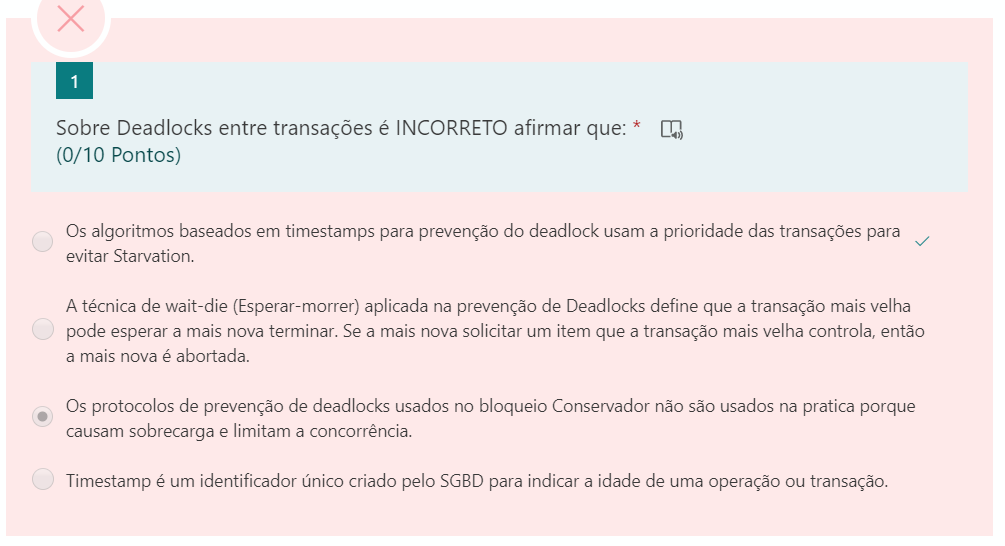 1
Sobre Deadlocks entre transações é INCORRETO afirmar que: *
(0/10 Pontos)
Os algoritmos baseados em timestamps para prevenção do deadlock usam a prioridade das transações para
evitar Starvation.
A técnica de wait-die (Esperar-morrer) aplicada na prevenção de Deadlocks define que a transação mais velha
pode esperar a mais nova terminar. Se a mais nova solicitar um item que a transação mais velha controla, então
a mais nova é abortada.
Os protocolos de prevenção de deadlocks usados no bloqueio Conservador não são usados na pratica porque
causam sobrecarga e limitam a concorrência.
Timestamp é um identificador único criado pelo SGBD para indicar a idade de uma operação ou transação.